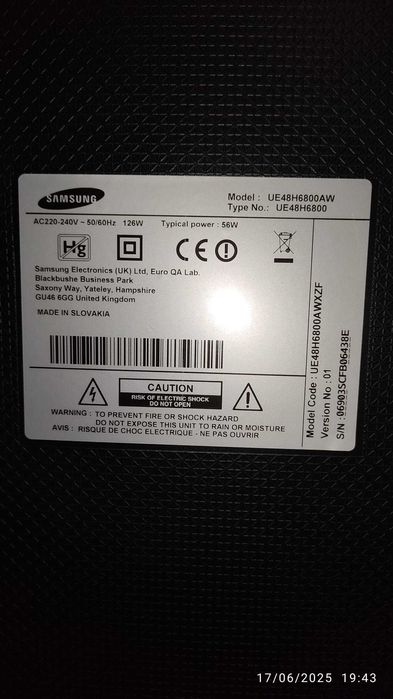 SAMSUNG
Model : UE48H6800AW
Type No.: UE48H6800
AC220-240V ~ 50/60Hz 126W Typical power : 56W
Hg
CE
Samsung Electronics (UK) Ltd, Euro QA Lab.
Blackbushe Business Park
Saxony Way, Yateley, Hampshire
GU46 6GG United Kingdom
MADE IN SLOVAKIA
CAUTION
RISK OF ELECTRIC SHOCK
DO NOT OPEN
WARNING : TO PREVENT FIRE OR SHOCK HAZARD
DO NOT EXPOSE THIS UNIT TO RAIN OR MOISTURE
AVIS : RISQUE DE CHOC ELECTRIQUE - NE PAS OUVRIR
Model Code : UE48H6800AWXZF
Version No : 01
S/N : 06903SCFB06438E
17/06/2025 19:43